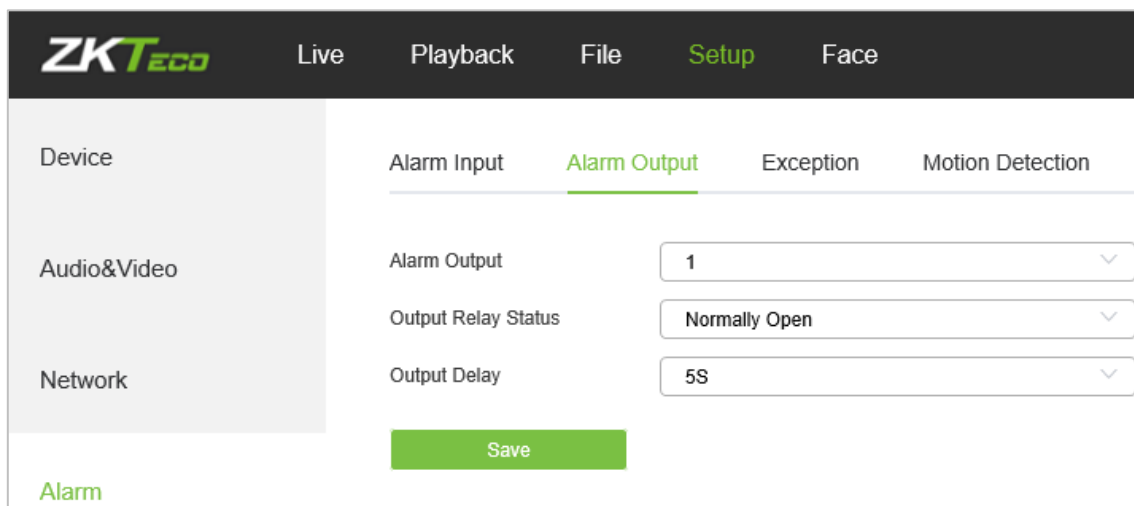 ZKTeco Live Playback File Setup Face
Device
Alarm Input Alarm Output Exception Motion Detection
Audio&Video
Alarm Output 1
Output Relay Status Normally Open
Network
Output Delay 5S
Save
Alarm